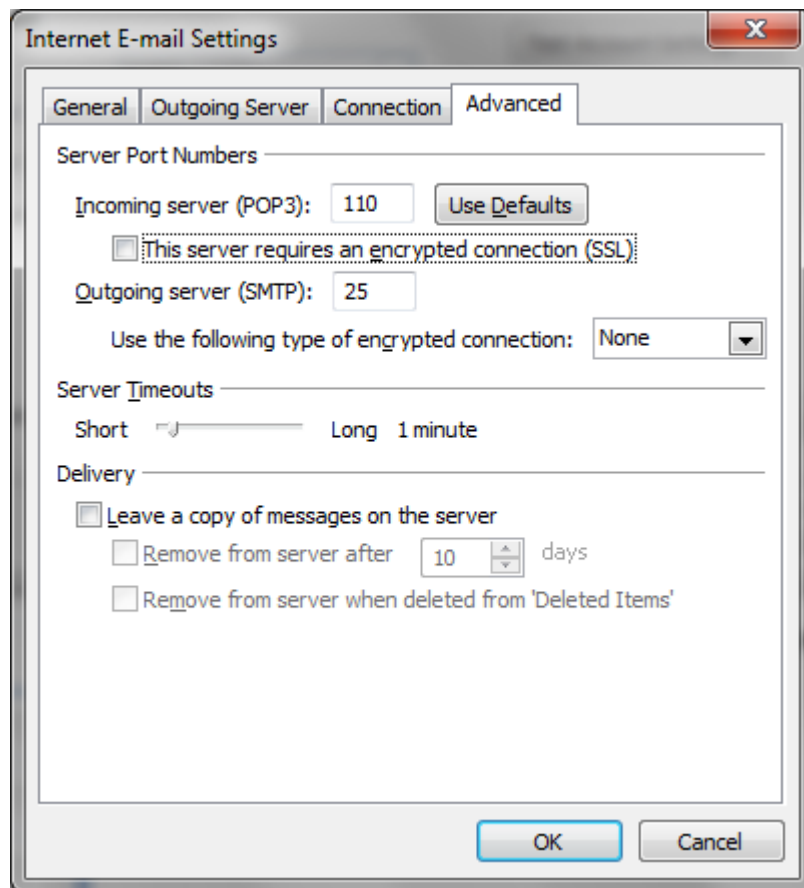 Internet E-mail Settings
General Outgoing Server Connection Advanced
Server Port Numbers
Incoming server (POP3): 110 Use Defaults
This server requires an encrypted connection (SSL)
Outgoing server (SMTP): 25
Use the following type of encrypted connection: None
Server Timeouts
Short Long 1 minute
Delivery
Leave a copy of messages on the server
Remove from server after 10 days
Remove from server when deleted from 'Deleted Items'
OK Cancel